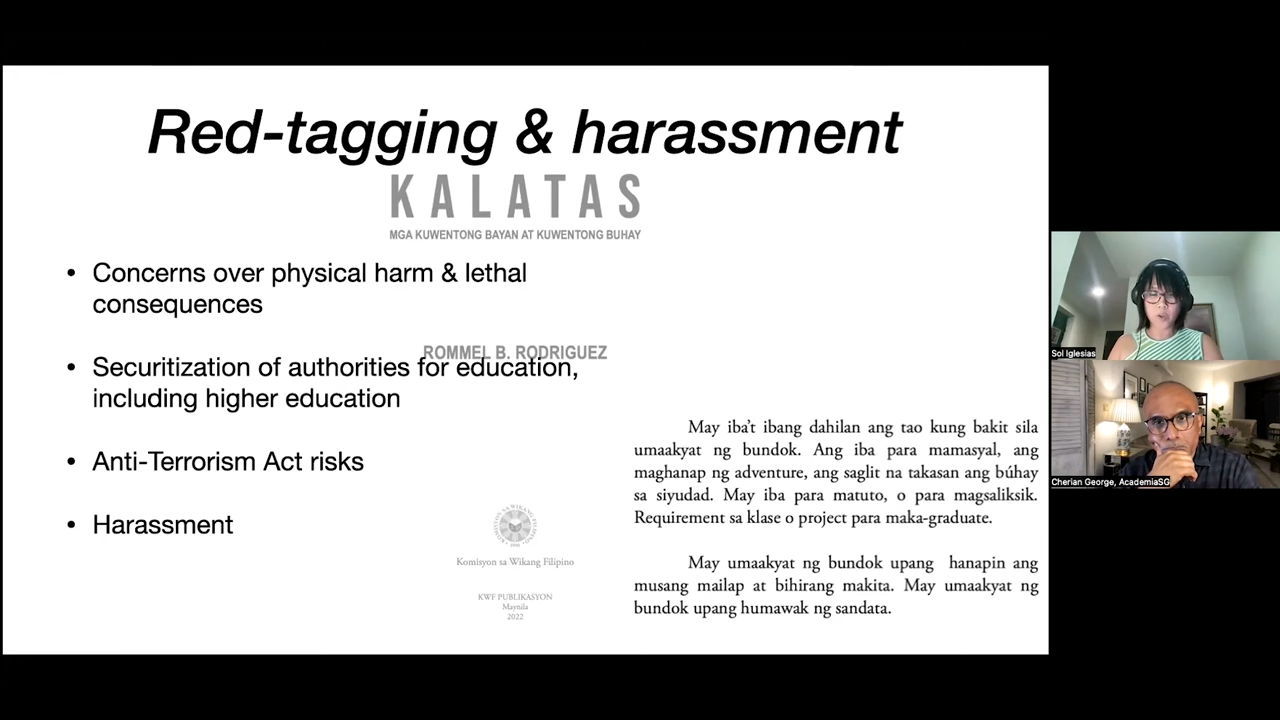 Red-tagging & harassment
KALATAS
MGA KUWENTONG BAYAN AT KUWENTONG BUHAY
• Concerns over physical harm & lethal
consequences
ROMMEL B. RODRIGUEZ
• Securitization of authorities for education,
including higher education
• Anti-Terrorism Act risks
• Harassment
KOMISYON SA WIKANG FILIPINO
Komisyon sa Wikang Filipino
KWF PUBLIKASYON
Maynila
2022
May iba't ibang dahilan ang tao kung bakit sila
umaakyat ng bundok. Ang iba para mamasyal, ang
maghanap ng adventure, ang saglit na takasan ang búhay
sa siyudad. May iba para matuto, o para magsaliksik.
Requirement sa klase o project para maka-graduate.
May umaakyat ng bundok upang hanapin ang
musang mailap at bihirang makita. May umaakyat ng
bundok upang humawak ng sandata.
Sol Iglesias
Cherian George, AcademiaSG